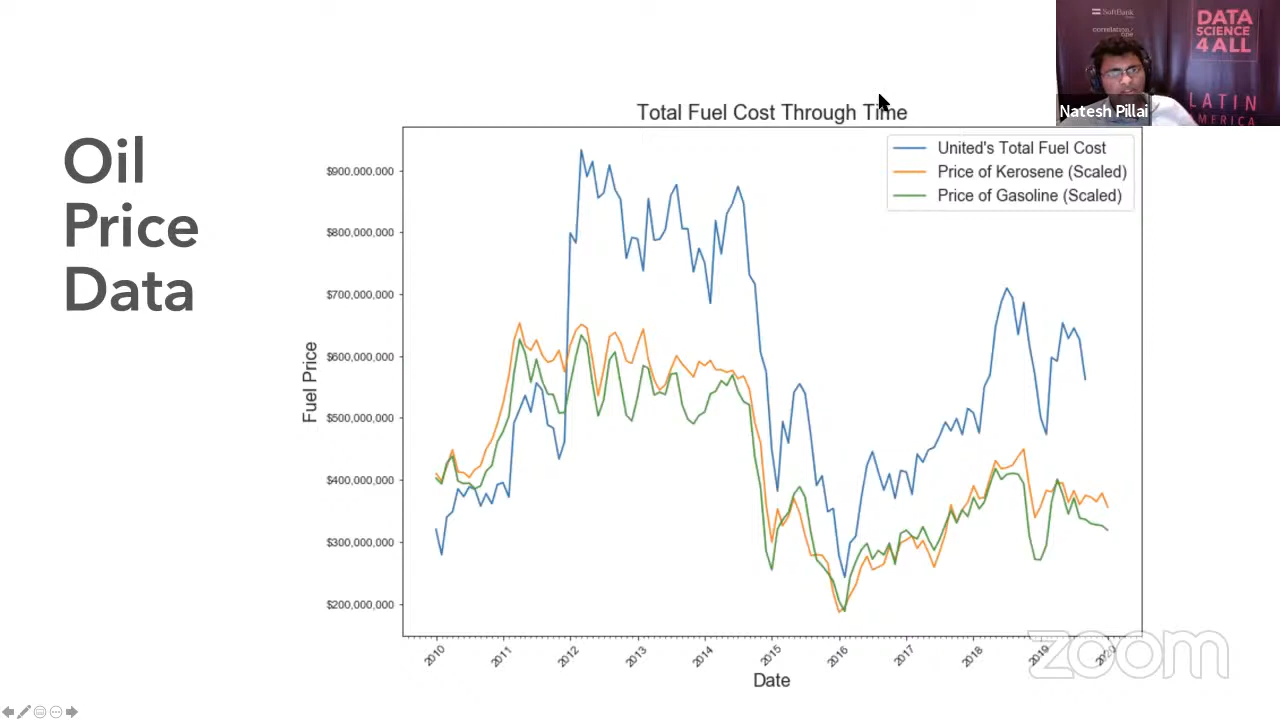 SoftBank
DATA
SCIENCE
4 ALL
LATIN
AMERICA
Natesh Pillai
Oil
Price
Data
Total Fuel Cost Through Time
United's Total Fuel Cost
Price of Kerosene (Scaled)
Price of Gasoline (Scaled)
Fuel Price
$900,000,000
$800,000,000
$700,000,000
$600,000,000
$500,000,000
$400,000,000
$300,000,000
$200,000,000
2010
2011
2012
2013
2014
2015
2016
2017
2018
2019
2020
Date
zoom